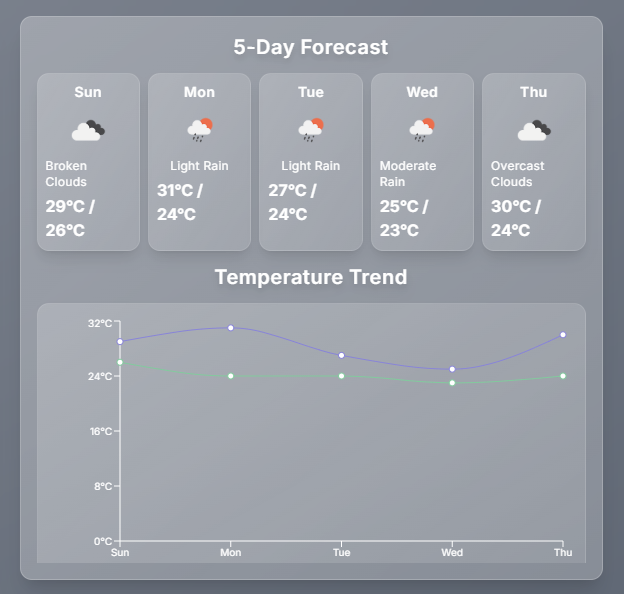 5-Day Forecast
Sun
Mon
Tue
Wed
Thu
Broken
Clouds
Light Rain
Light Rain
Moderate
Rain
Overcast
Clouds
29°C /
26°C
31°C /
24°C
27°C /
24°C
25°C /
23°C
30°C /
24°C
Temperature Trend
32°C
24°C
16°C
8°C
0°C
Sun
Mon
Tue
Wed
Thu